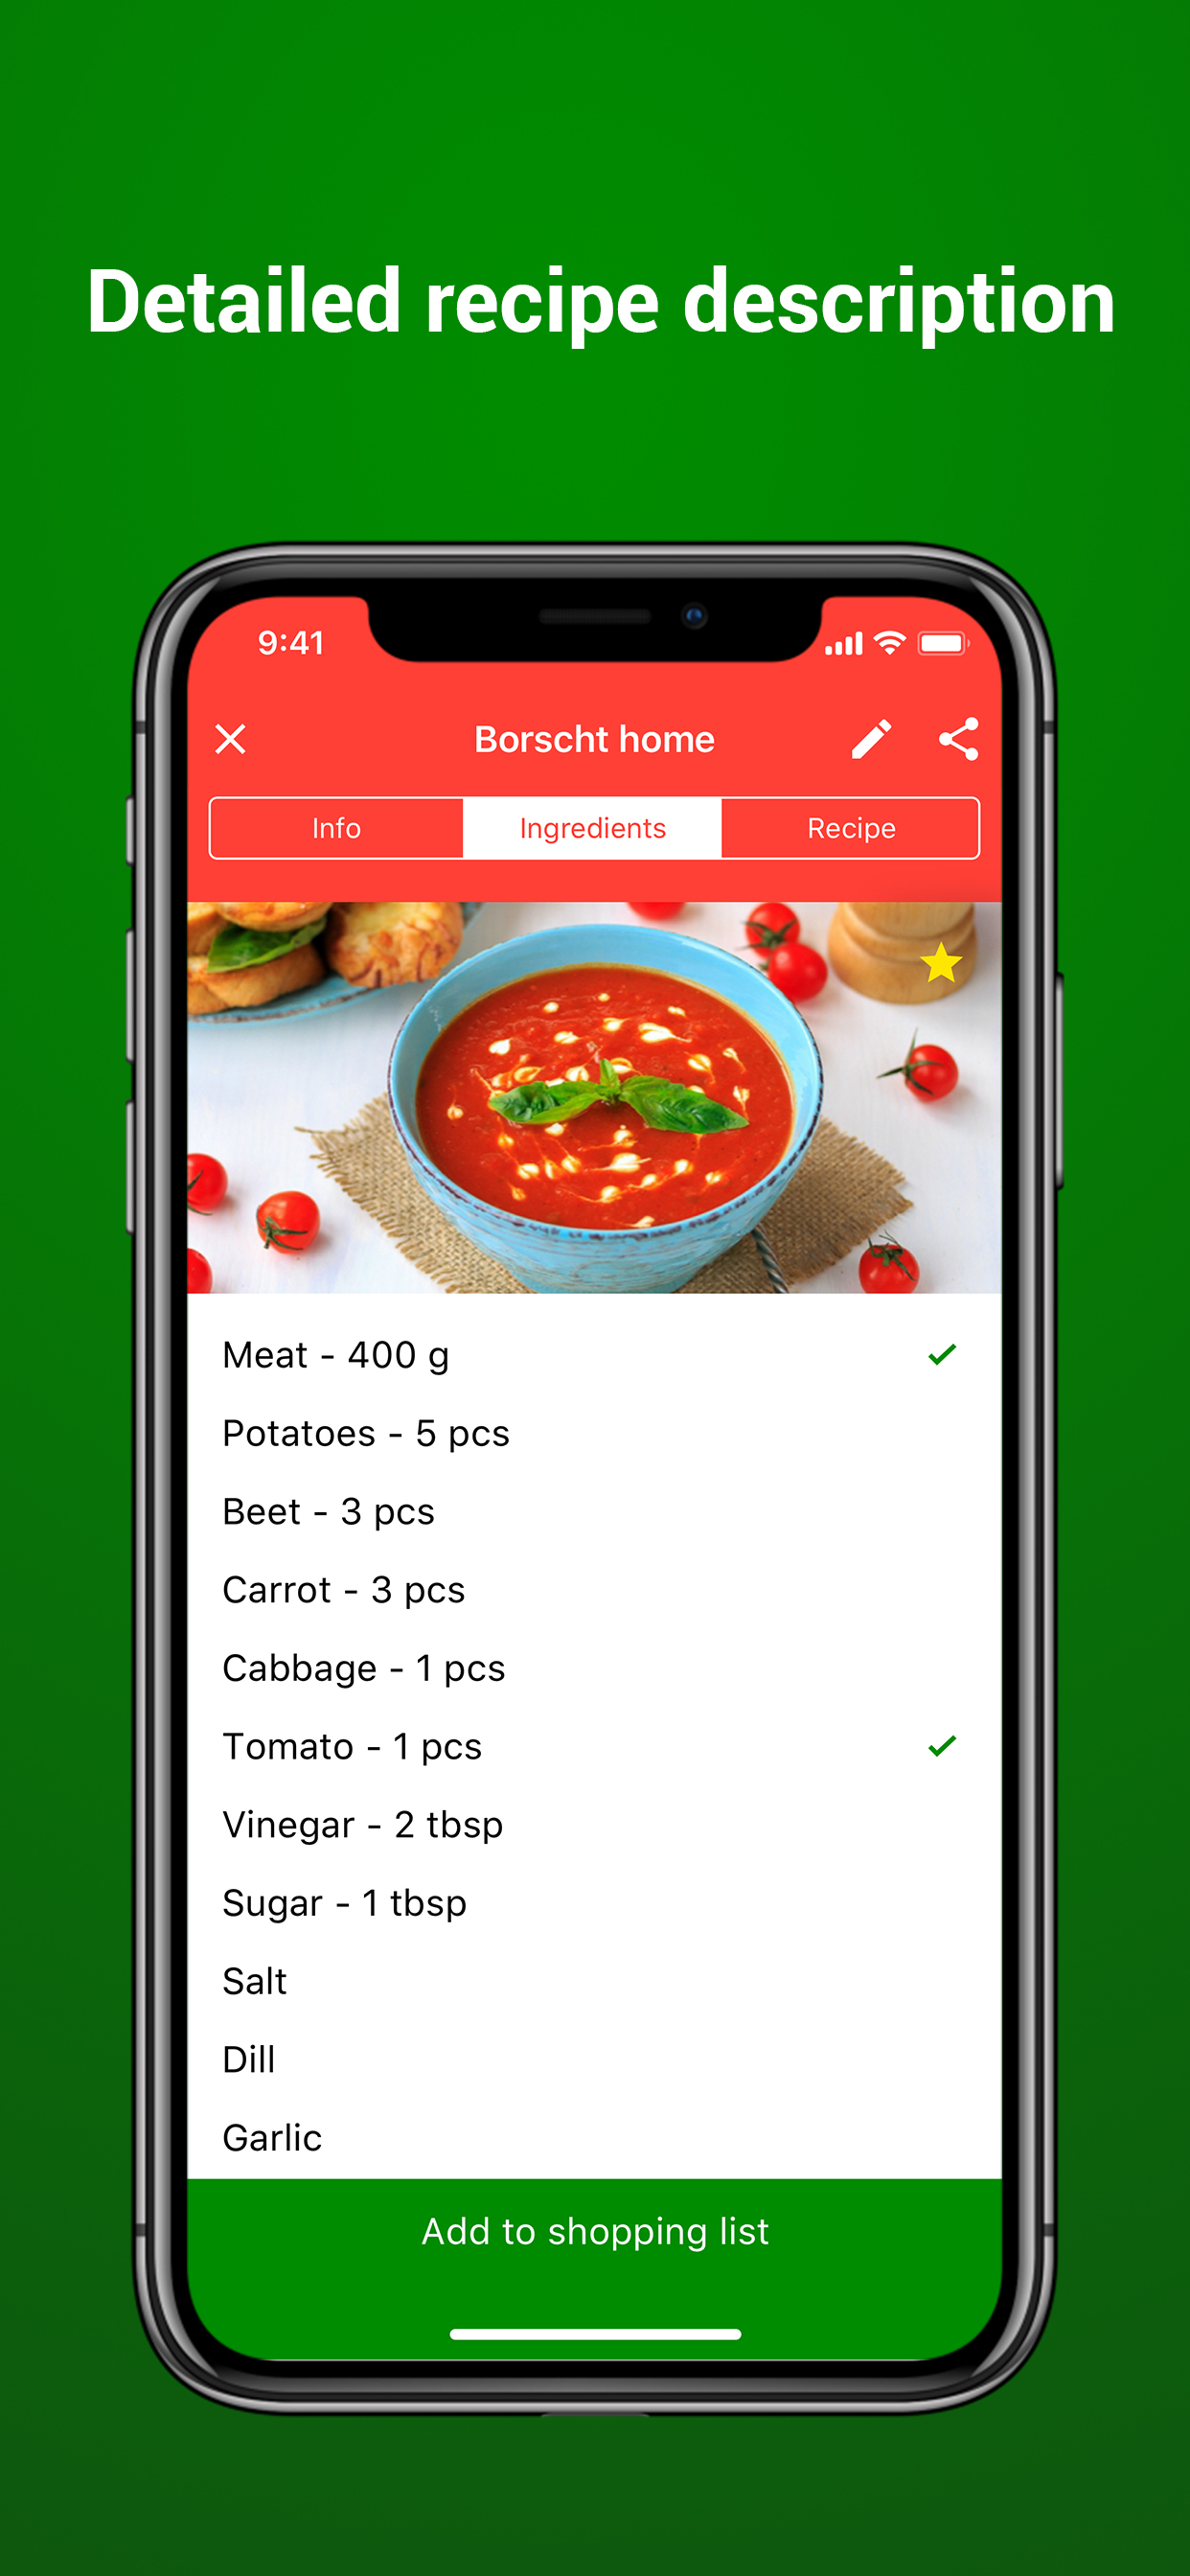 Detailed recipe description
9:41
Borscht home
Info Ingredients Recipe
Meat - 400 g
Potatoes - 5 pcs
Beet - 3 pcs
Carrot - 3 pcs
Cabbage - 1 pcs
Tomato - 1 pcs
Vinegar - 2 tbsp
Sugar - 1 tbsp
Salt
Dill
Garlic
Add to shopping list